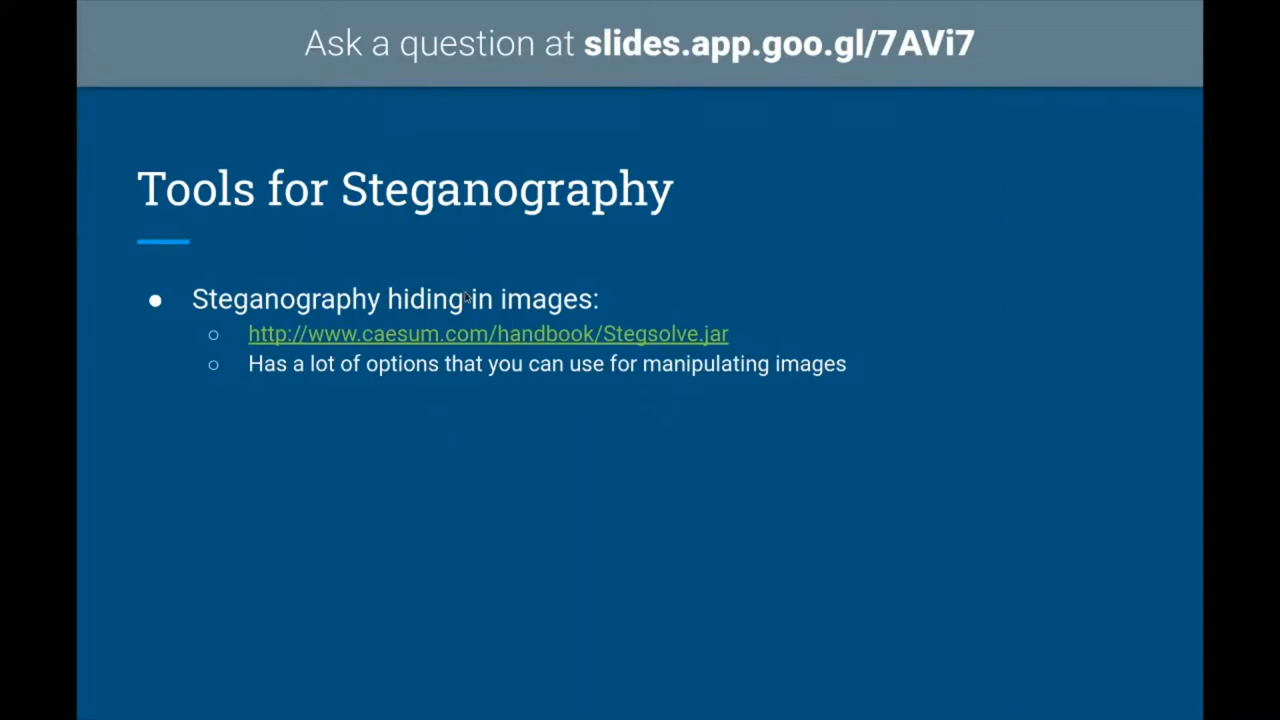 Ask a question at slides.app.goo.gl/7AVi7
Tools for Steganography
● Steganography hiding in images:
○ http://www.caesum.com/handbook/Stegsolve.jar
○ Has a lot of options that you can use for manipulating images